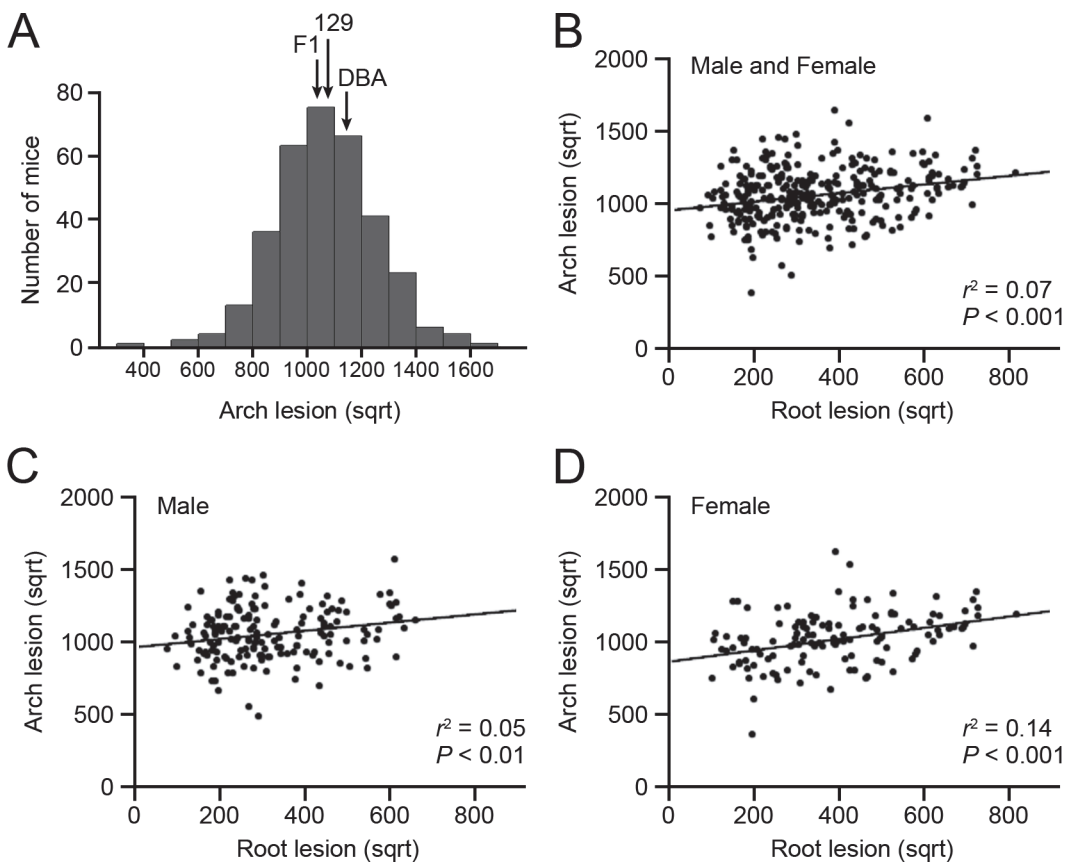 A
129
F1
DBA
80
60
40
20
0
Number of mice
400 600 800 1000 1200 1400 1600
Arch lesion (sqrt)
B
Male and Female
2000
1500
1000
500
0
Arch lesion (sqrt)
r² = 0.07
P < 0.001
0 200 400 600 800
Root lesion (sqrt)
C
Male
2000
1500
1000
500
0
Arch lesion (sqrt)
r² = 0.05
P < 0.01
0 200 400 600 800
Root lesion (sqrt)
D
Female
2000
1500
1000
500
0
Arch lesion (sqrt)
r² = 0.14
P < 0.001
0 200 400 600 800
Root lesion (sqrt)